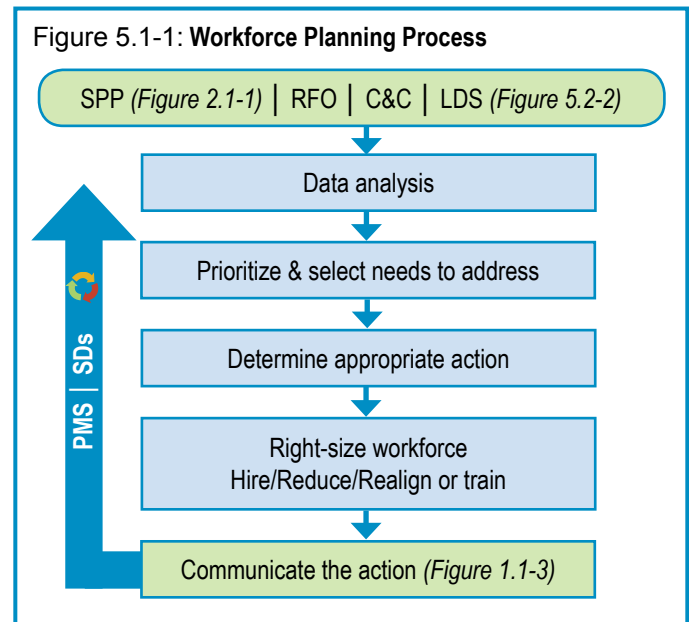 Figure 5.1-1: Workforce Planning Process
SPP (Figure 2.1-1) | RFO | C&C | LDS (Figure 5.2-2)
Data analysis
Prioritize & select needs to address
Determine appropriate action
Right-size workforce
Hire/Reduce/Realign or train
Communicate the action (Figure 1.1-3)
PMS | SDs